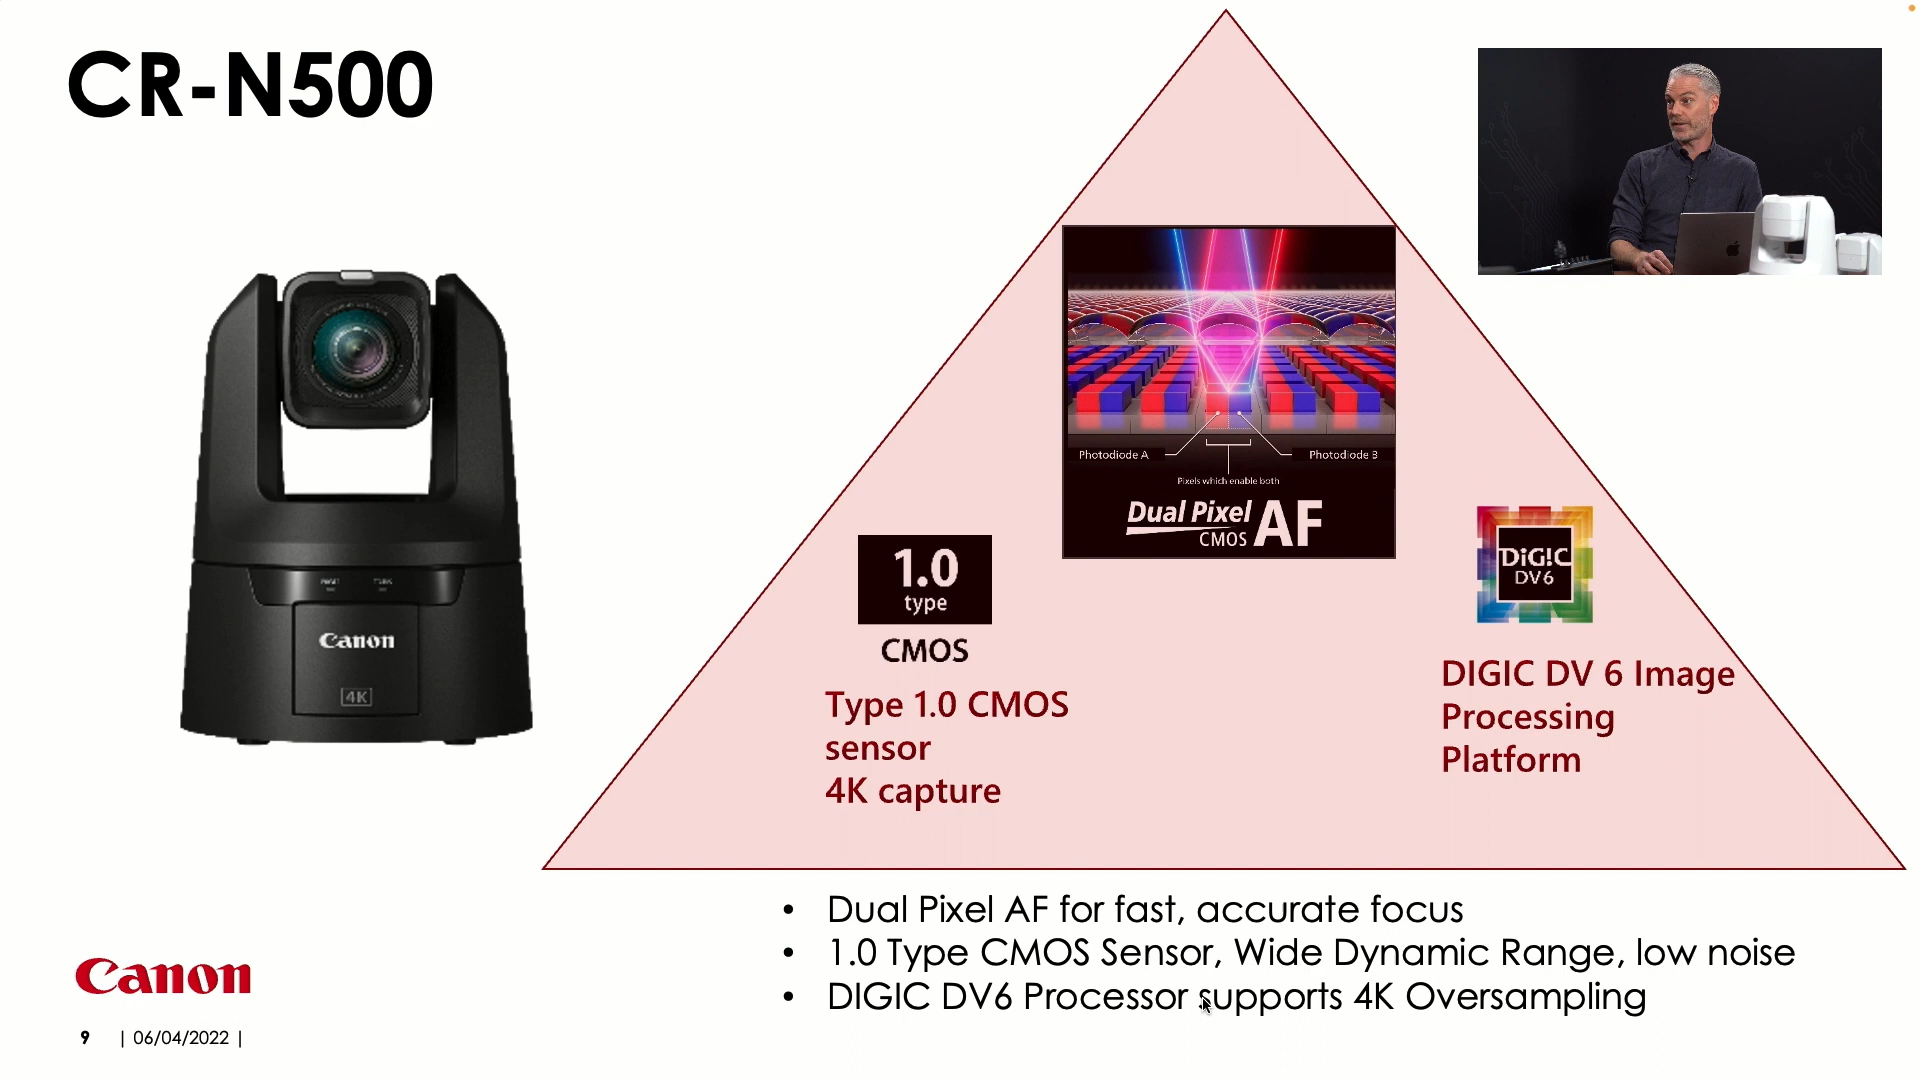 CR-N500
Canon
4K
Photodiode A
Photodiode B
Pixels which enable both
Dual Pixel
CMOS AF
1.0
type
CMOS
Type 1.0 CMOS
sensor
4K capture
DiG!C
DV6
DIGIC DV 6 Image
Processing
Platform
• Dual Pixel AF for fast, accurate focus
• 1.0 Type CMOS Sensor, Wide Dynamic Range, low noise
• DIGIC DV6 Processor supports 4K Oversampling
Canon
9 | 06/04/2022 |